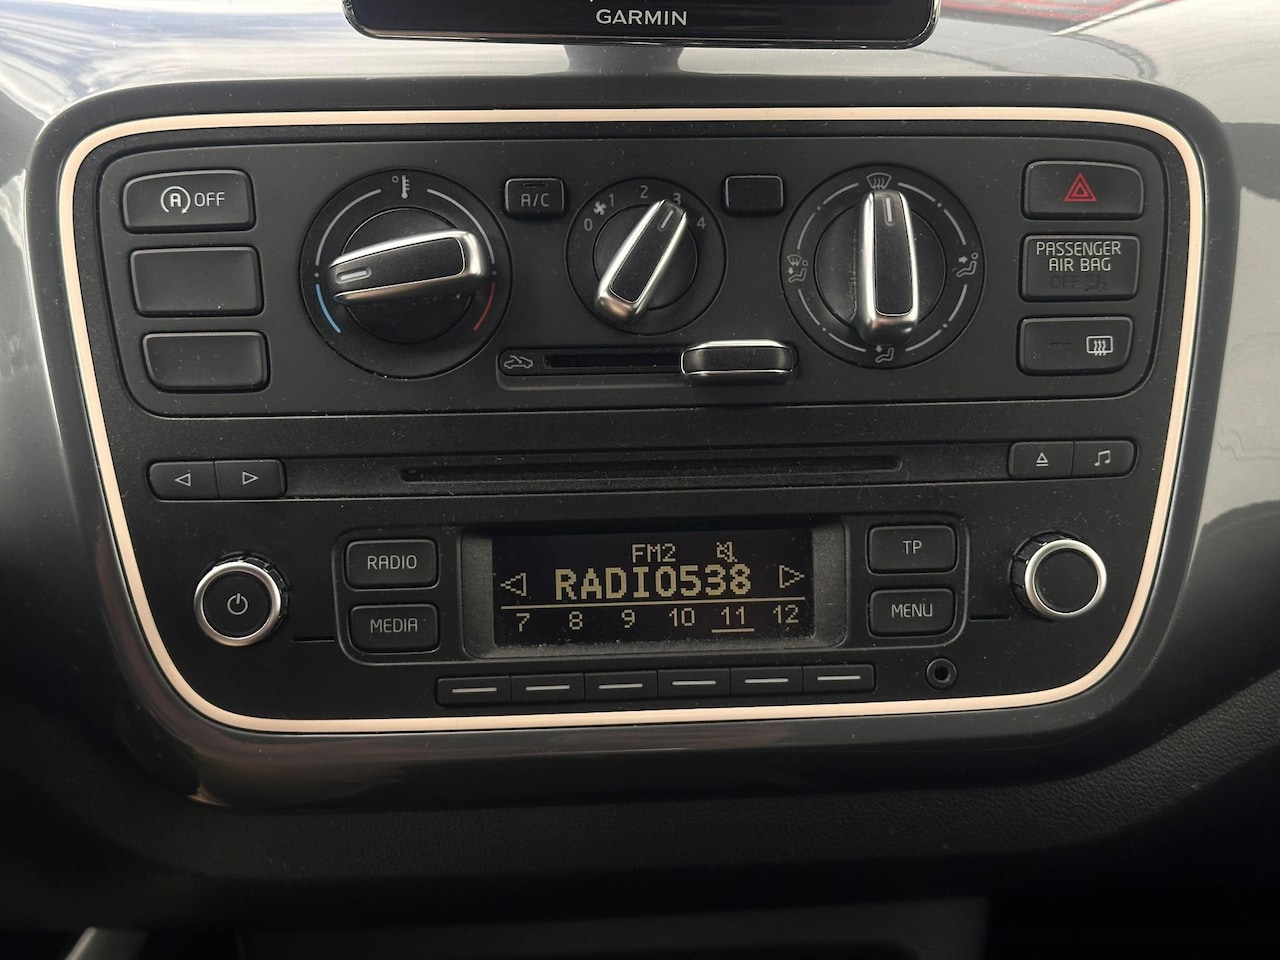 GARMIN
A OFF
A/C
0 1 2 3 4
PASSENGER
AIR BAG
OFF
RADIO
MEDIA
FM2
RADIO538
7 8 9 10 11 12
TP
MENU